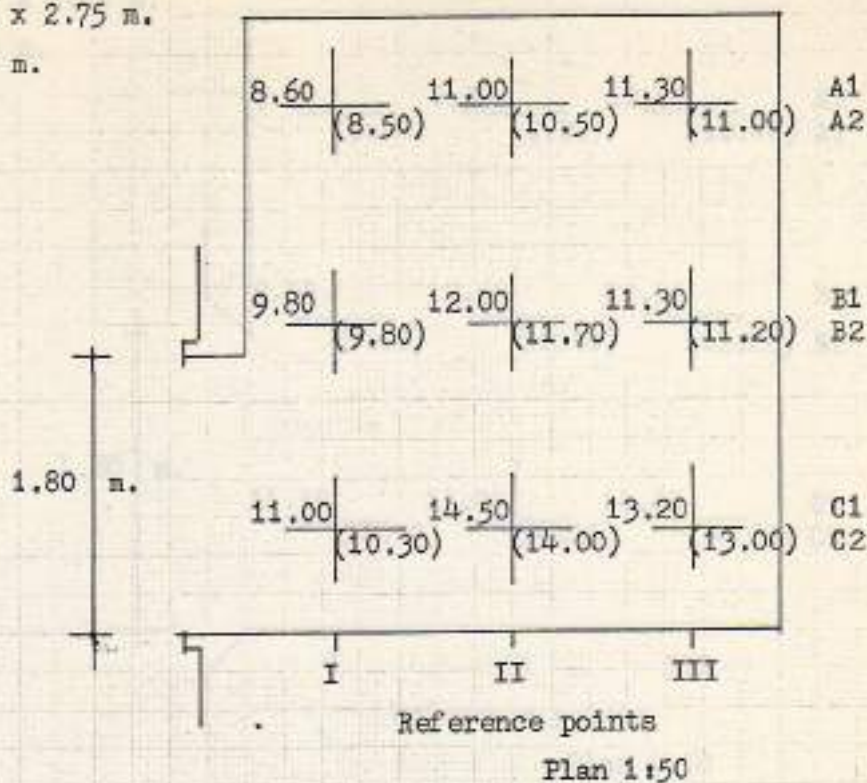 x 2.75 m.
m.
8.60 11.00 11.30 A1
(8.50) (10.50) (11.00) A2
9.80 12.00 11.30 B1
(9.80) (11.70) (11.20) B2
1.80 m.
11.00 14.50 13.20 C1
(10.30) (14.00) (13.00) C2
I II III
Reference points
Plan 1:50